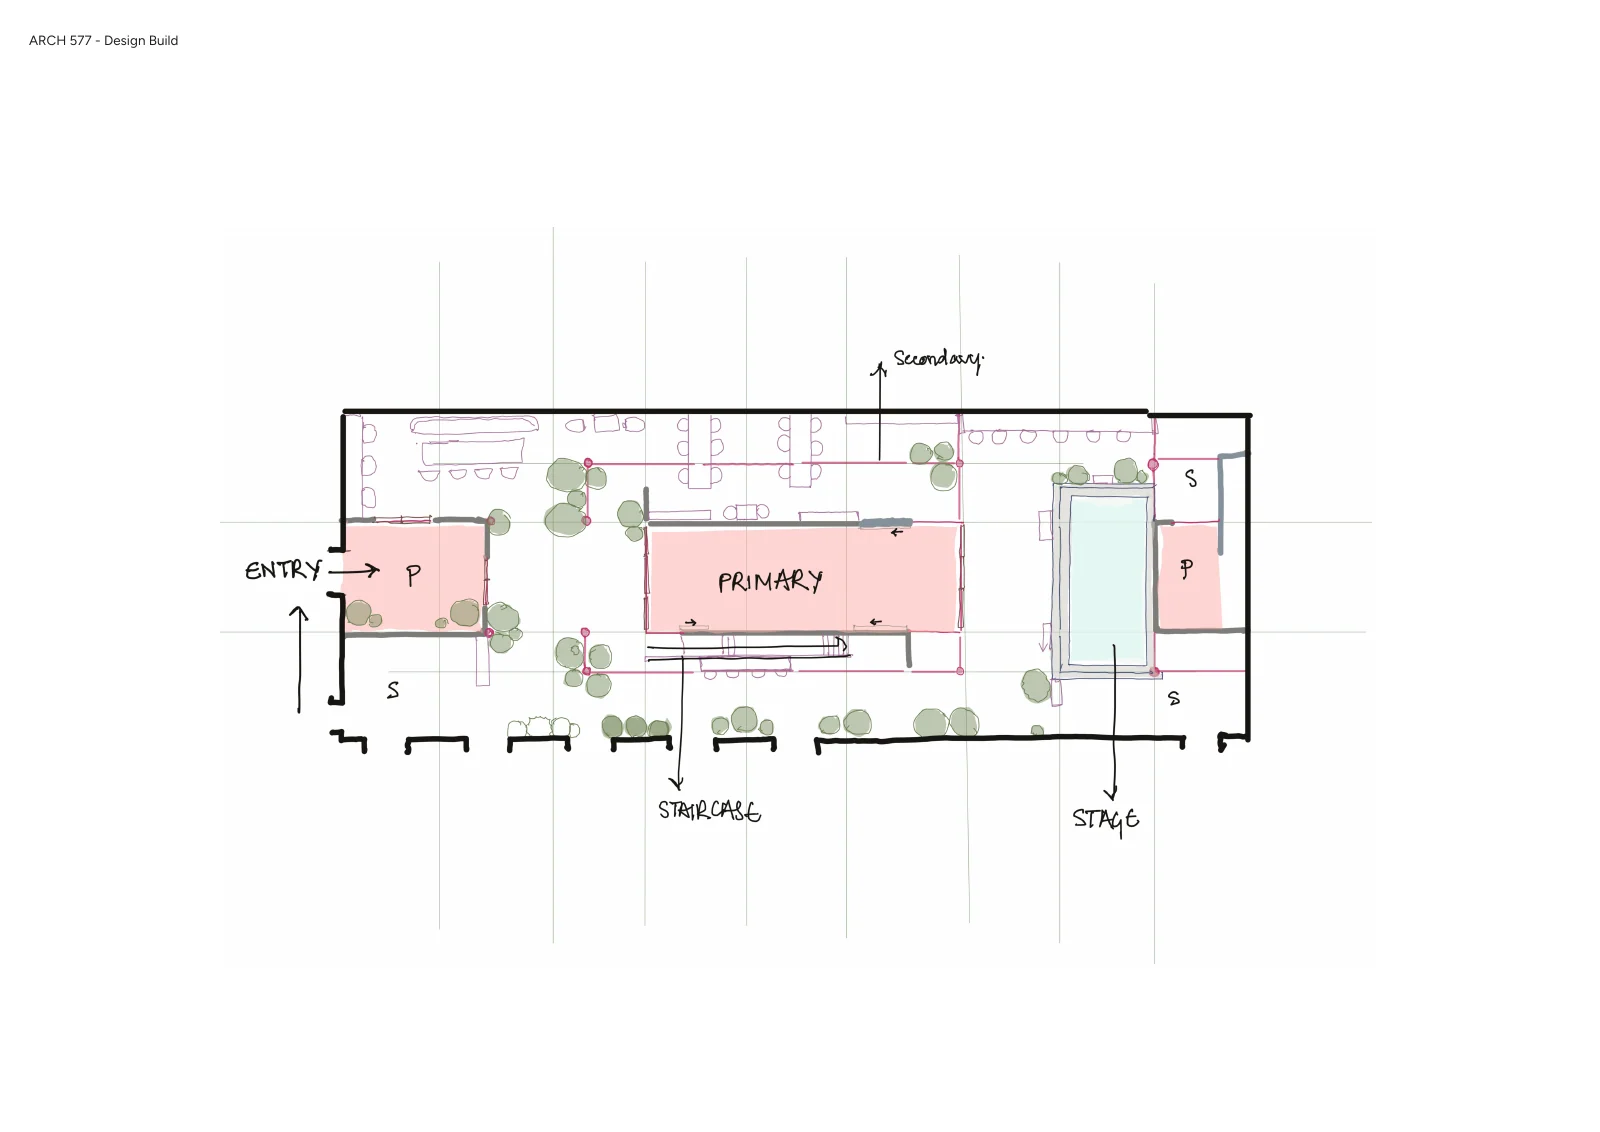 ARCH 577 - Design Build
Secondary.
S
ENTRY
P
PRIMARY
P
S
S
STAIRCASE
STAGE